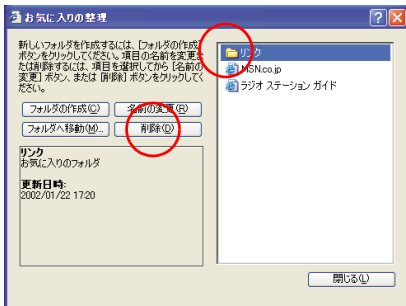 お気に入りの整理
新しいフォルダを作成するには、[フォルダの作成]
ボタンをクリックしてください。項目の名前を変更ま
たは削除するには、項目を選択してから [名前の
変更] ボタン、または [削除] ボタンをクリックしてく
ださい。
フォルダの作成(C)
名前の変更(R)
フォルダへ移動(M)...
削除(D)
リンク
お気に入りのフォルダ
更新日時:
2002/01/22 17:20
リンク
MSN.co.jp
ラジオ ステーション ガイド
閉じる(L)